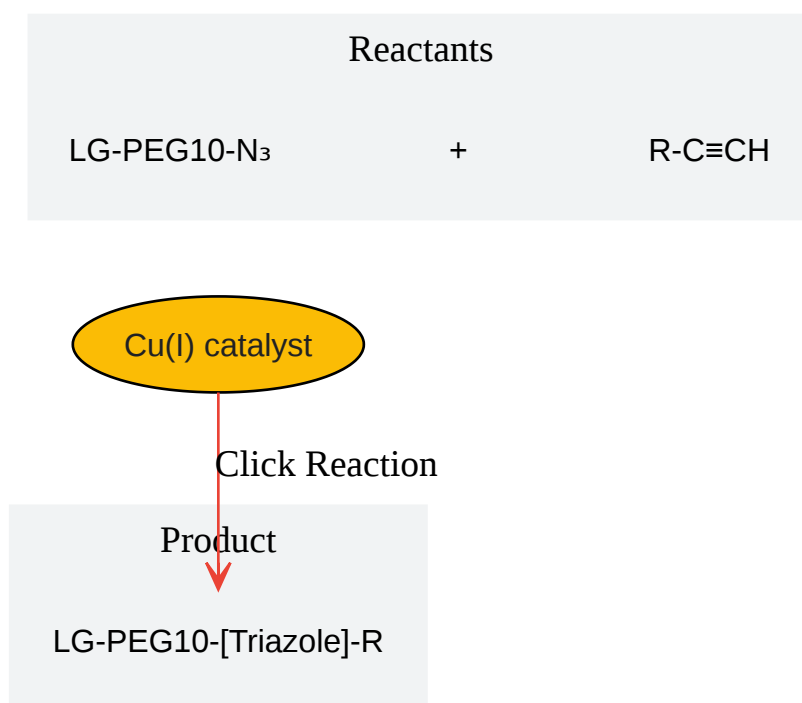 Reactants
LG-PEG10-N₃ + R-C≡CH
Cu(I) catalyst
Click Reaction
Product
LG-PEG10-[Triazole]-R